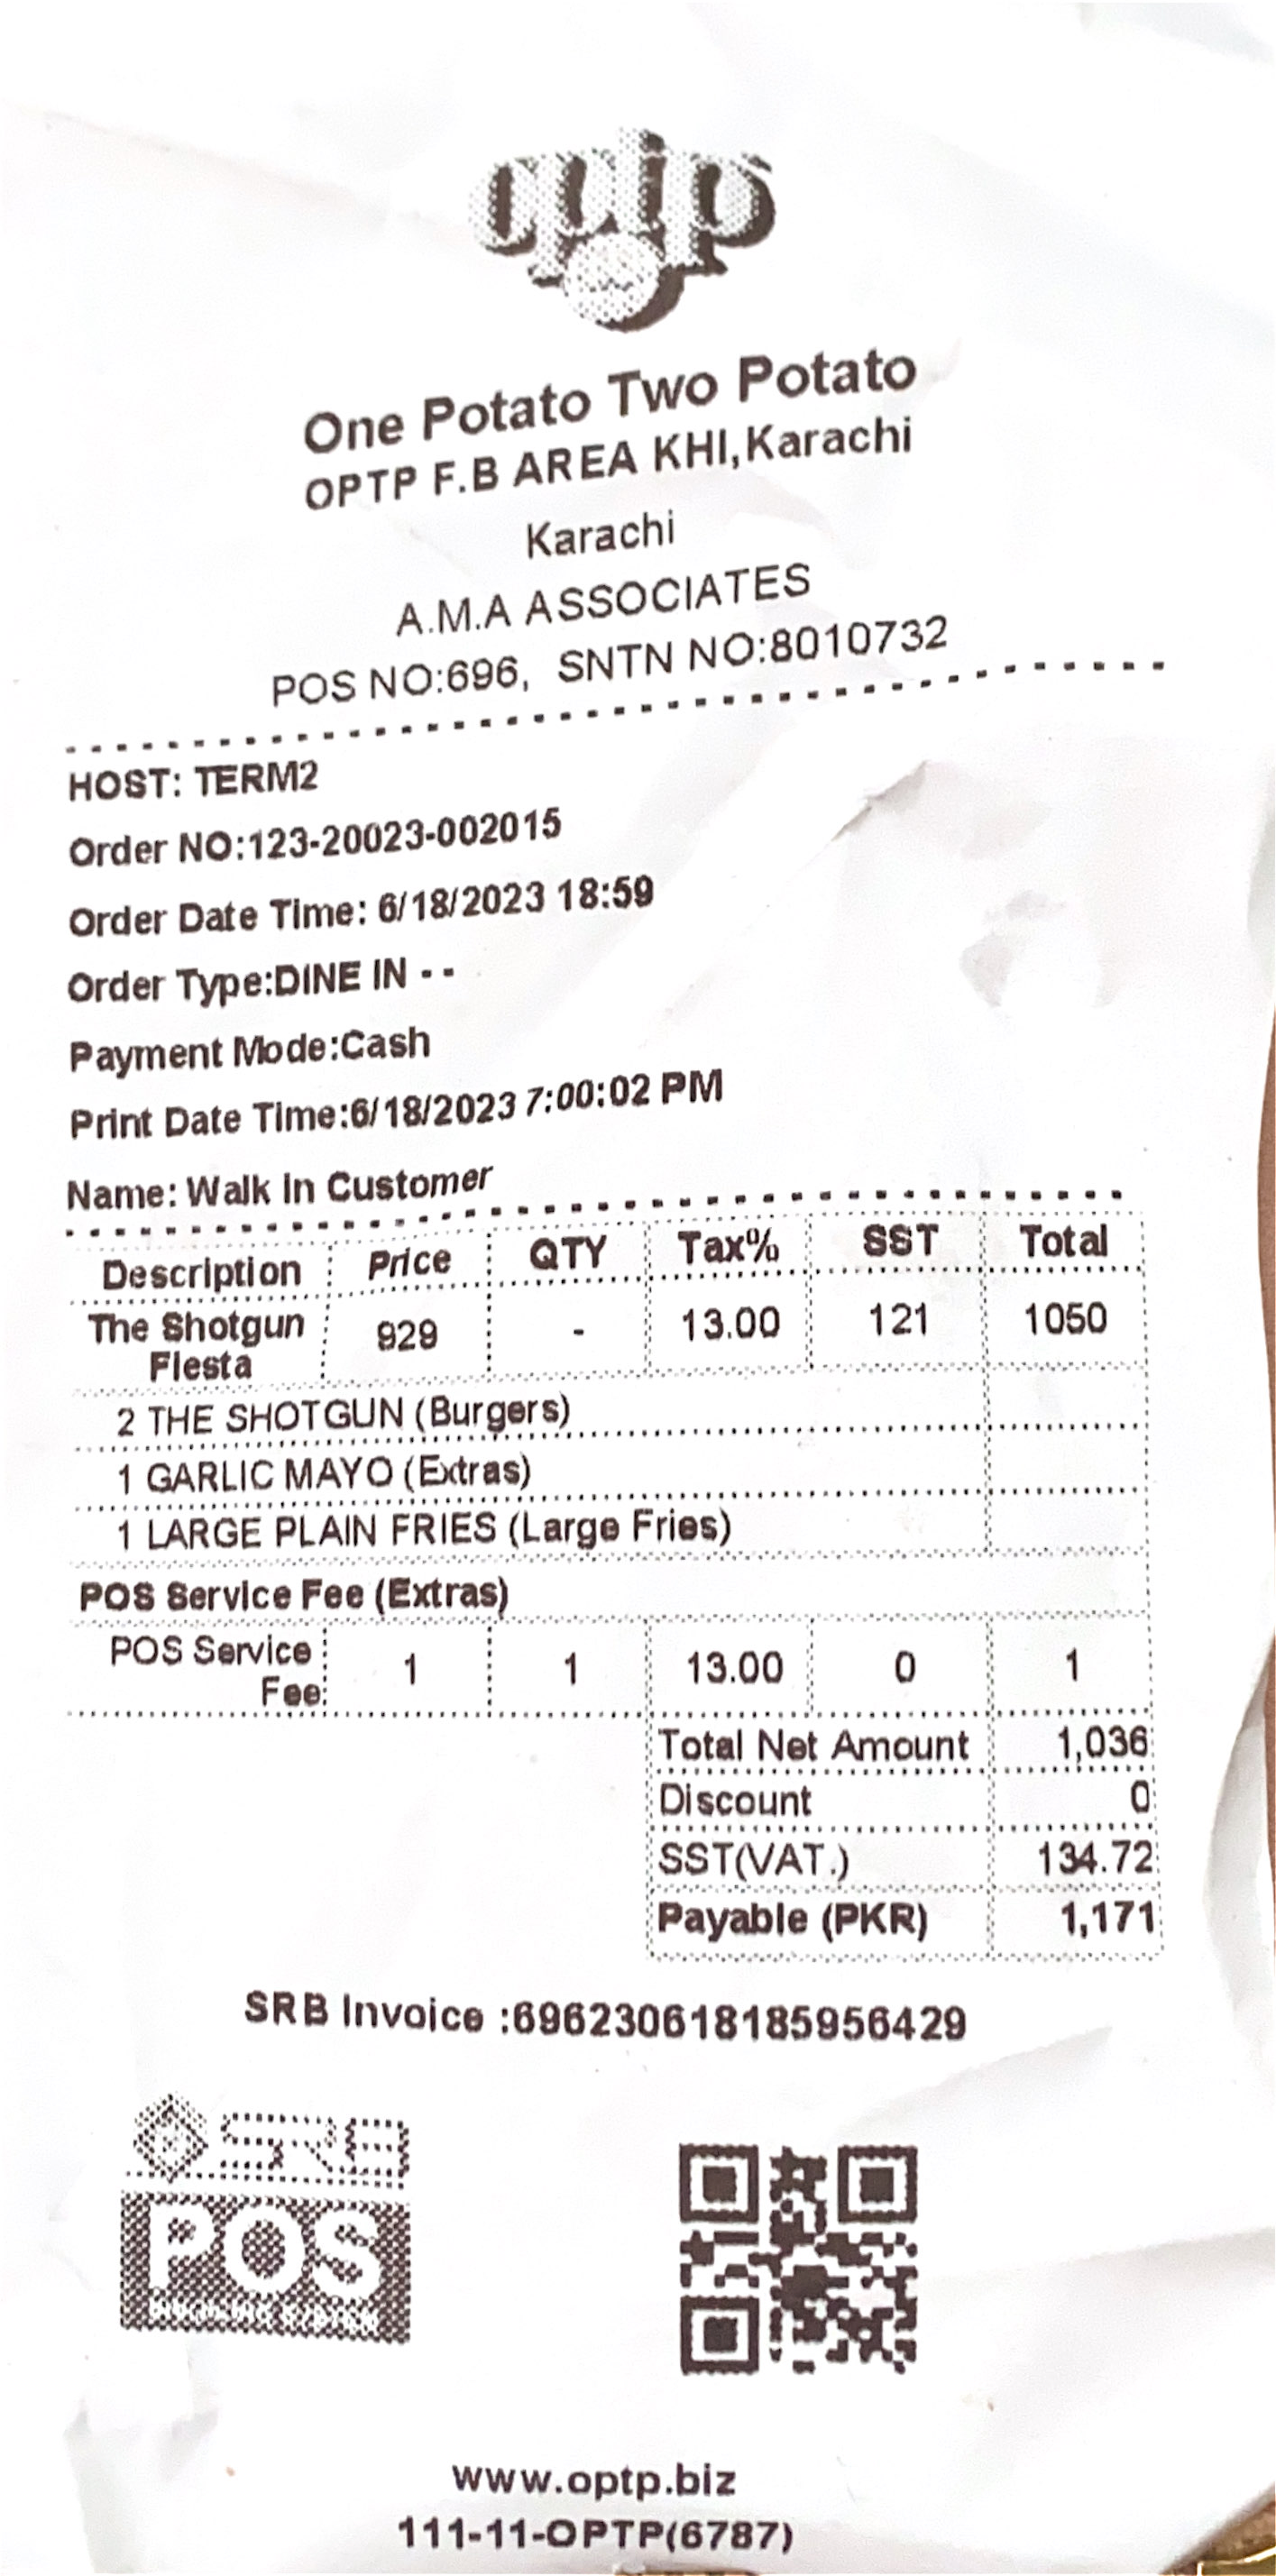 optp
One Potato Two Potato
OPTP F.B AREA KHI,Karachi
Karachi
A.M.A ASSOCIATES
POS NO:696, SNTN NO:8010732
HOST: TERM2
Order NO:123-20023-002015
Order Date Time: 6/18/2023 18:59
Order Type:DINE IN - -
Payment Mode:Cash
Print Date Time:6/18/2023 7:00:02 PM
Name: Walk in Customer
Description Price QTY Tax% SST Total
The Shotgun Fiesta 929 - 13.00 121 1050
2 THE SHOTGUN (Burgers)
1 GARLIC MAYO (Extras)
1 LARGE PLAIN FRIES (Large Fries)
POS Service Fee (Extras)
POS Service Fee 1 1 13.00 0 1
Total Net Amount 1,036
Discount 0
SST(VAT.) 134.72
Payable (PKR) 1,171
SRB Invoice :696230618185956429
SRB
POS
www.optp.biz
111-11-OPTP(6787)